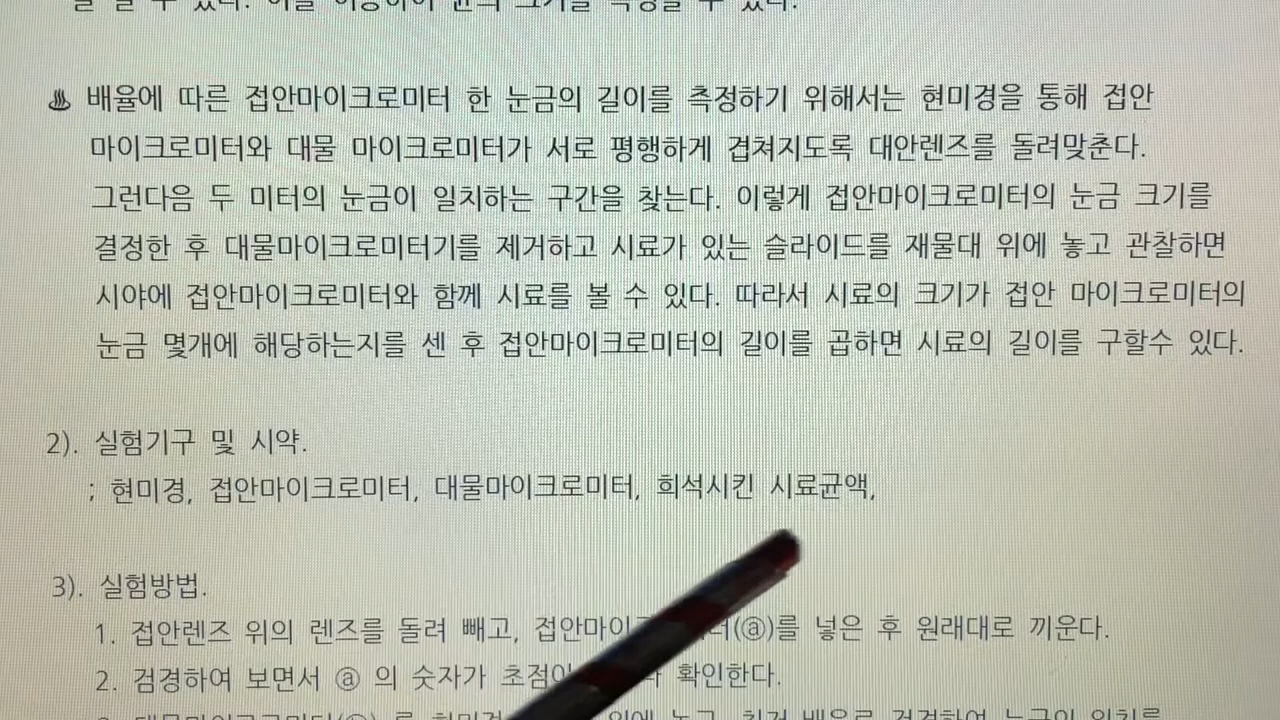 배율에 따른 접안마이크로미터 한 눈금의 길이를 측정하기 위해서는 현미경을 통해 접안
마이크로미터와 대물 마이크로미터가 서로 평행하게 겹쳐지도록 대안렌즈를 돌려맞춘다.
그런다음 두 미터의 눈금이 일치하는 구간을 찾는다. 이렇게 접안마이크로미터의 눈금 크기를
결정한 후 대물마이크로미터기를 제거하고 시료가 있는 슬라이드를 재물대 위에 놓고 관찰하면
시야에 접안마이크로미터와 함께 시료를 볼 수 있다. 따라서 시료의 크기가 접안 마이크로미터의
눈금 몇개에 해당하는지를 센 후 접안마이크로미터의 길이를 곱하면 시료의 길이를 구할수 있다.
2). 실험기구 및 시약.
; 현미경, 접안마이크로미터, 대물마이크로미터, 희석시킨 시료균액,
3). 실험방법.
1. 접안렌즈 위의 렌즈를 돌려 빼고, 를 넣은 후 원래대로 끼운다.
2. 검경하여 보면서 ⓐ 의 숫자가 확인한다.